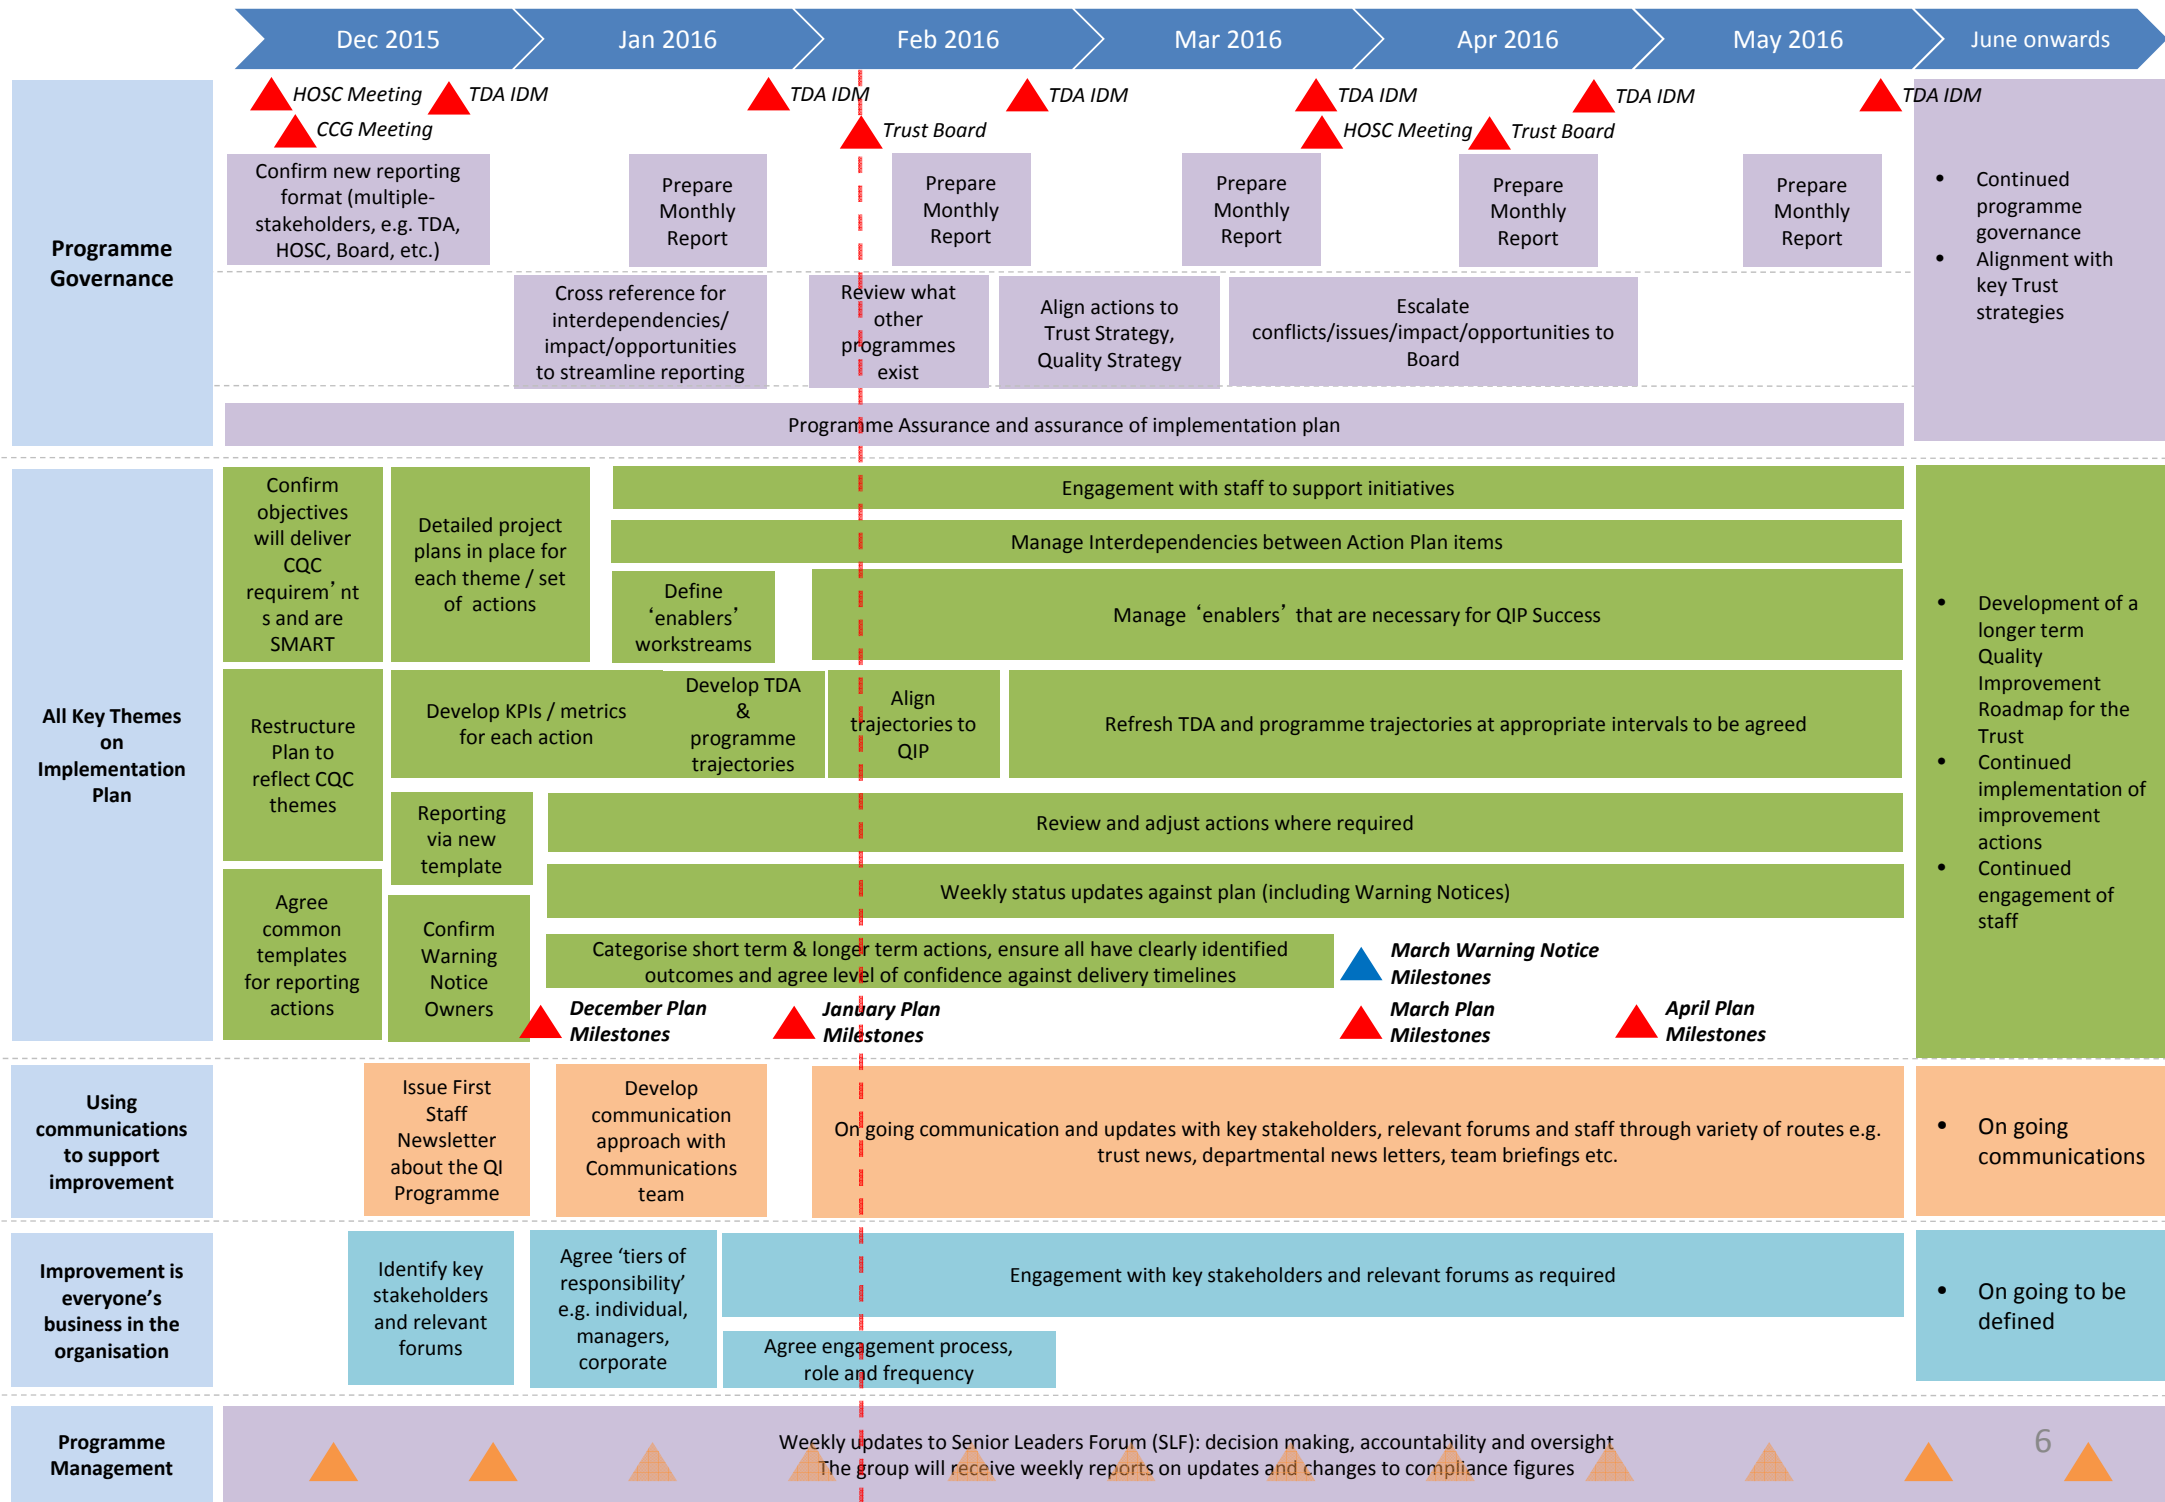 Dec 2015
Jan 2016
Feb 2016
Mar 2016
Apr 2016
May 2016
June onwards
Programme
Governance
HOSC Meeting
TDA IDM
TDA IDM
TDA IDM
TDA IDM
TDA IDM
TDA IDM
CCG Meeting
Trust Board
HOSC Meeting
Trust Board
Confirm new reporting
format (multiple-
stakeholders, e.g. TDA,
HOSC, Board, etc.)
Prepare
Monthly
Report
Prepare
Monthly
Report
Prepare
Monthly
Report
Prepare
Monthly
Report
Prepare
Monthly
Report
Cross reference for
interdependencies/
impact/opportunities
to streamline reporting
Review what
other
programmes
exist
Align actions to
Trust Strategy,
Quality Strategy
Escalate
conflicts/issues/impact/opportunities to
Board
Programme Assurance and assurance of implementation plan
• Continued
programme
governance
• Alignment with
key Trust
strategies
All Key Themes
on
Implementation
Plan
Confirm
objectives
will deliver
CQC
requirem’ nt
s and are
SMART
Detailed project
plans in place for
each theme / set
of actions
Engagement with staff to support initiatives
Manage Interdependencies between Action Plan items
Define
‘enablers’
workstreams
Manage ‘enablers’ that are necessary for QIP Success
Restructure
Plan to
reflect CQC
themes
Develop KPIs / metrics
for each action
Develop TDA
&
programme
trajectories
Align
trajectories to
QIP
Refresh TDA and programme trajectories at appropriate intervals to be agreed
Reporting
via new
template
Review and adjust actions where required
Agree
common
templates
for reporting
actions
Confirm
Warning
Notice
Owners
Weekly status updates against plan (including Warning Notices)
Categorise short term & longer term actions, ensure all have clearly identified
outcomes and agree level of confidence against delivery timelines
March Warning Notice
Milestones
December Plan
Milestones
January Plan
Milestones
March Plan
Milestones
April Plan
Milestones
• Development of a
longer term
Quality
Improvement
Roadmap for the
Trust
• Continued
implementation of
improvement
actions
• Continued
engagement of
staff
Using
communications
to support
improvement
Issue First
Staff
Newsletter
about the QI
Programme
Develop
communication
approach with
Communications
team
On going communication and updates with key stakeholders, relevant forums and staff through variety of routes e.g.
trust news, departmental news letters, team briefings etc.
• On going
communications
Improvement is
everyone’s
business in the
organisation
Identify key
stakeholders
and relevant
forums
Agree ‘tiers of
responsibility’
e.g. individual,
managers,
corporate
Engagement with key stakeholders and relevant forums as required
Agree engagement process,
role and frequency
• On going to be
defined
Programme
Management
Weekly updates to Senior Leaders Forum (SLF): decision making, accountability and oversight
The group will receive weekly reports on updates and changes to compliance figures
6